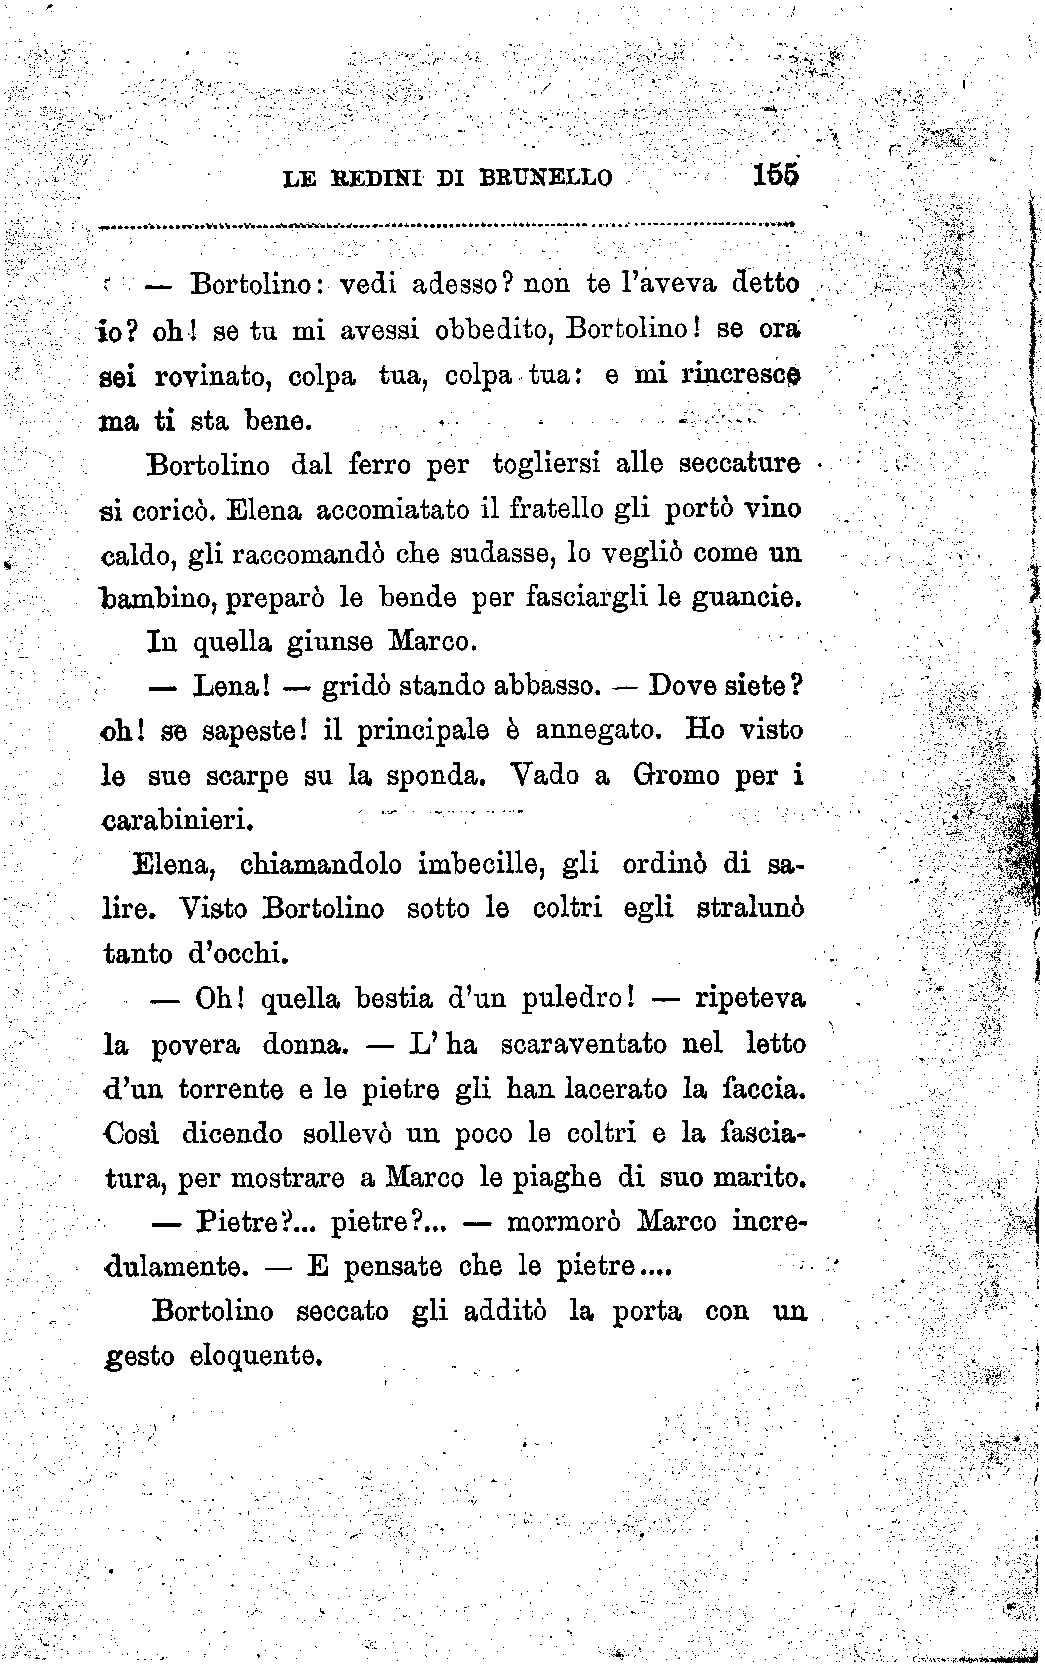 LE REDINI DI BRUNELLO 155
— Bortolino: vedi adesso? non te l'aveva detto
io? oh! se tu mi avessi obbedito, Bortolino! se ora
sei rovinato, colpa tua, colpa tua: e mi rincresce
ma ti sta bene.
Bortolino dal ferro per togliersi alle seccature
si coricò. Elena accomiatato il fratello gli portò vino
caldo, gli raccomandò che sudasse, lo vegliò come un
bambino, preparò le bende per fasciargli le guancie.
In quella giunse Marco.
— Lena! — gridò stando abbasso. — Dove siete?
oh! se sapeste! il principale è annegato. Ho visto
le sue scarpe su la sponda. Vado a Gromo per i
carabinieri.
Elena, chiamandolo imbecille, gli ordinò di sa-
lire. Visto Bortolino sotto le coltri egli stralunò
tanto d'occhi.
— Oh! quella bestia d'un puledro! — ripeteva
la povera donna. — L'ha scaraventato nel letto
d'un torrente e le pietre gli han lacerato la faccia.
Così dicendo sollevò un poco le coltri e la fascia-
tura, per mostrare a Marco le piaghe di suo marito.
— Pietre?... pietre?... — mormorò Marco incre-
dulamente. — E pensate che le pietre....
Bortolino seccato gli additò la porta con un
gesto eloquente.